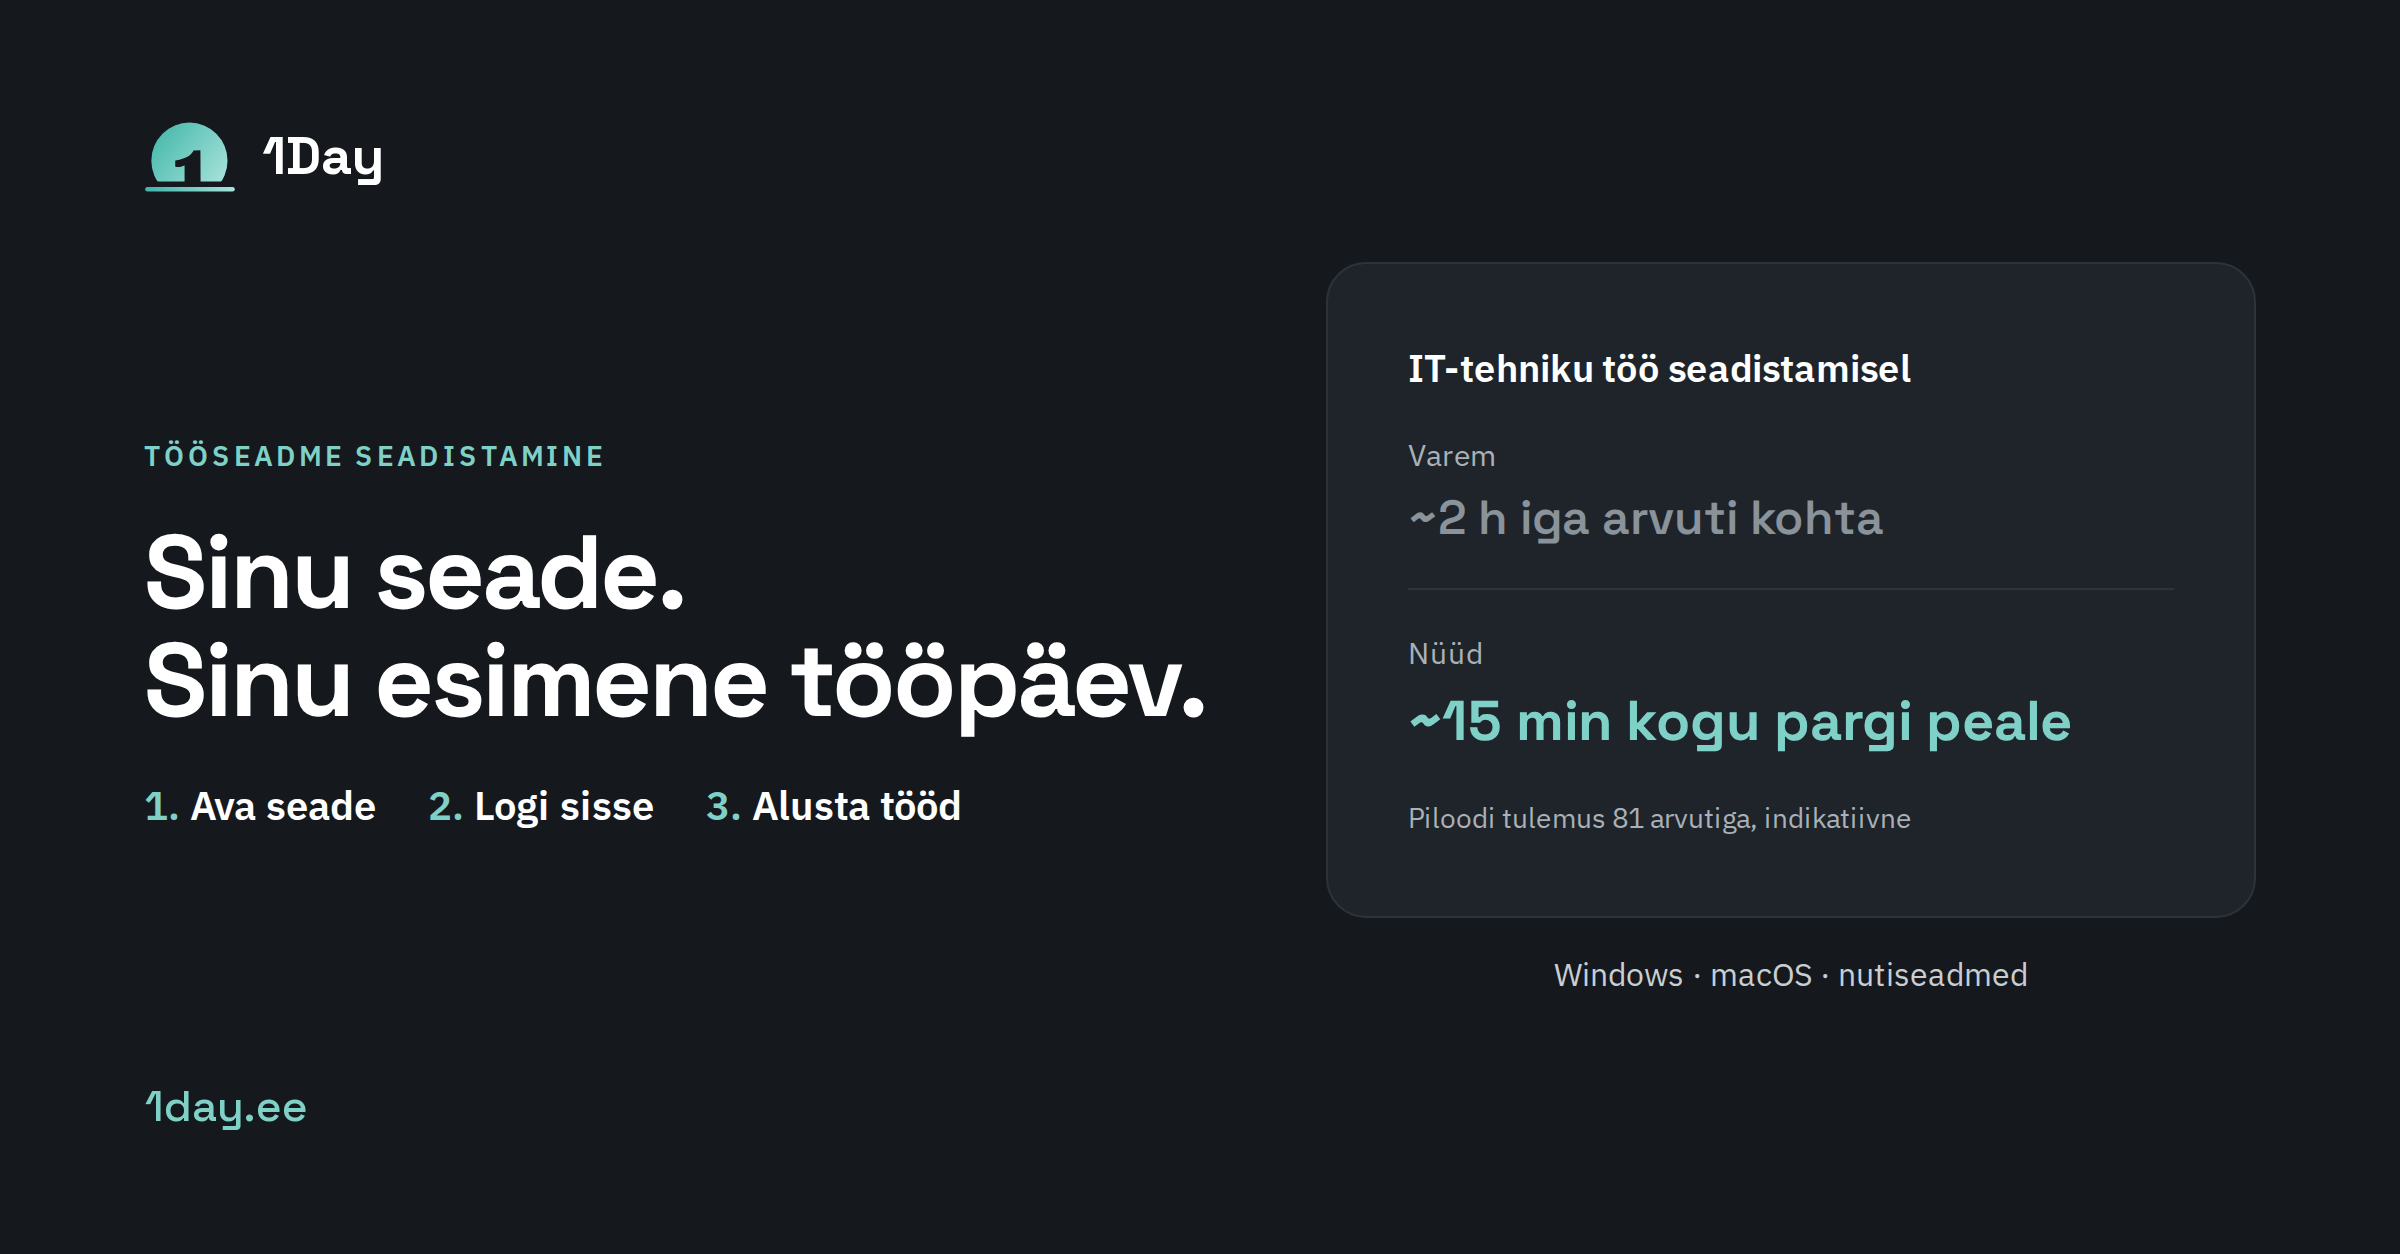 1
1Day
TÖÖSEADME SEADISTAMINE
Sinu seade.
Sinu esimene tööpäev.
1. Ava seade 2. Logi sisse 3. Alusta tööd
1day.ee
IT-tehniku töö seadistamisel
Varem
~2 h iga arvuti kohta
Nüüd
~15 min kogu pargi peale
Piloodi tulemus 81 arvutiga, indikatiivne
Windows · macOS · nutiseadmed